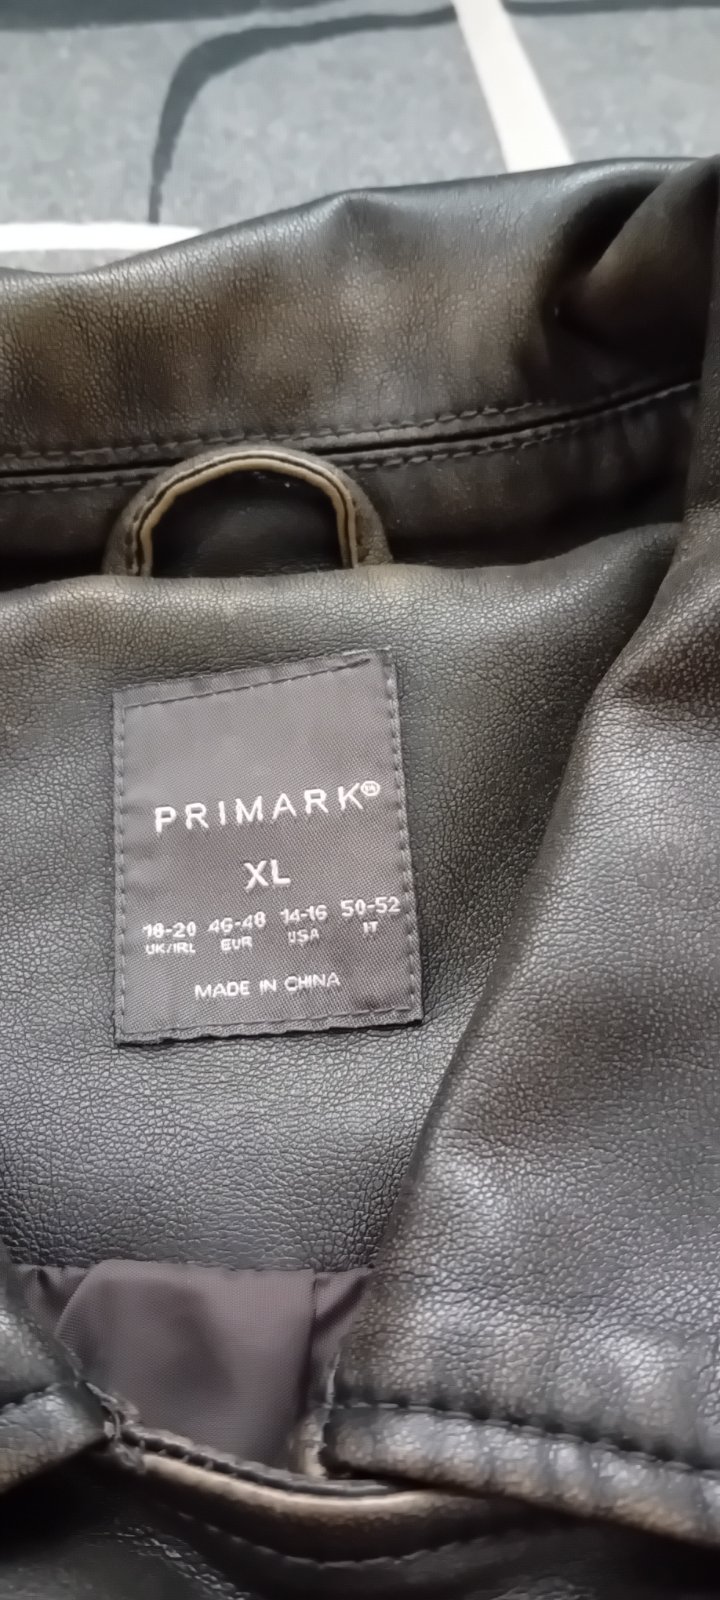 PRIMARK®
XL
18-20 46-48 14-16 50-52
UK/IRL EUR USA IT
MADE IN CHINA